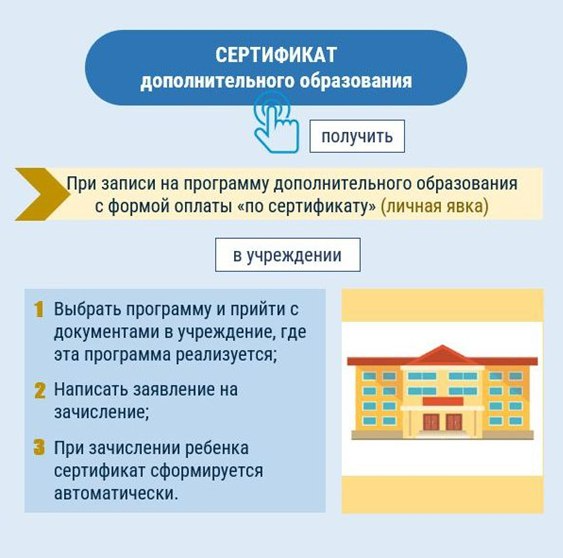 СЕРТИФИКАТ
дополнительного образования
получить
При записи на программу дополнительного образования
с формой оплаты «по сертификату» (личная явка)
в учреждении
1 Выбрать программу и прийти с
документами в учреждение, где
эта программа реализуется;
2 Написать заявление на
зачисление;
3 При зачислении ребенка
сертификат сформируется
автоматически.